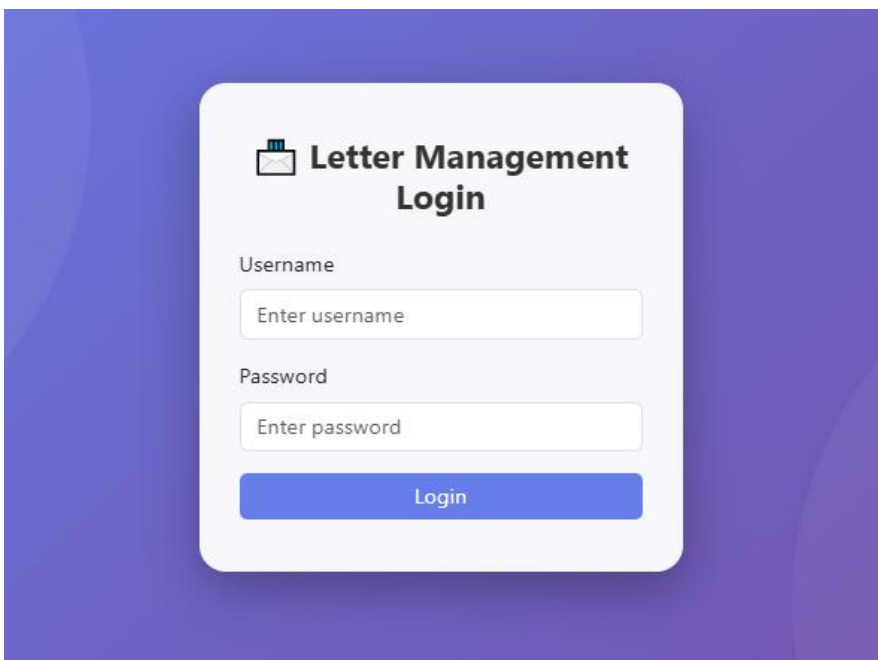 📩 Letter Management
Login
Username
Enter username
Password
Enter password
Login